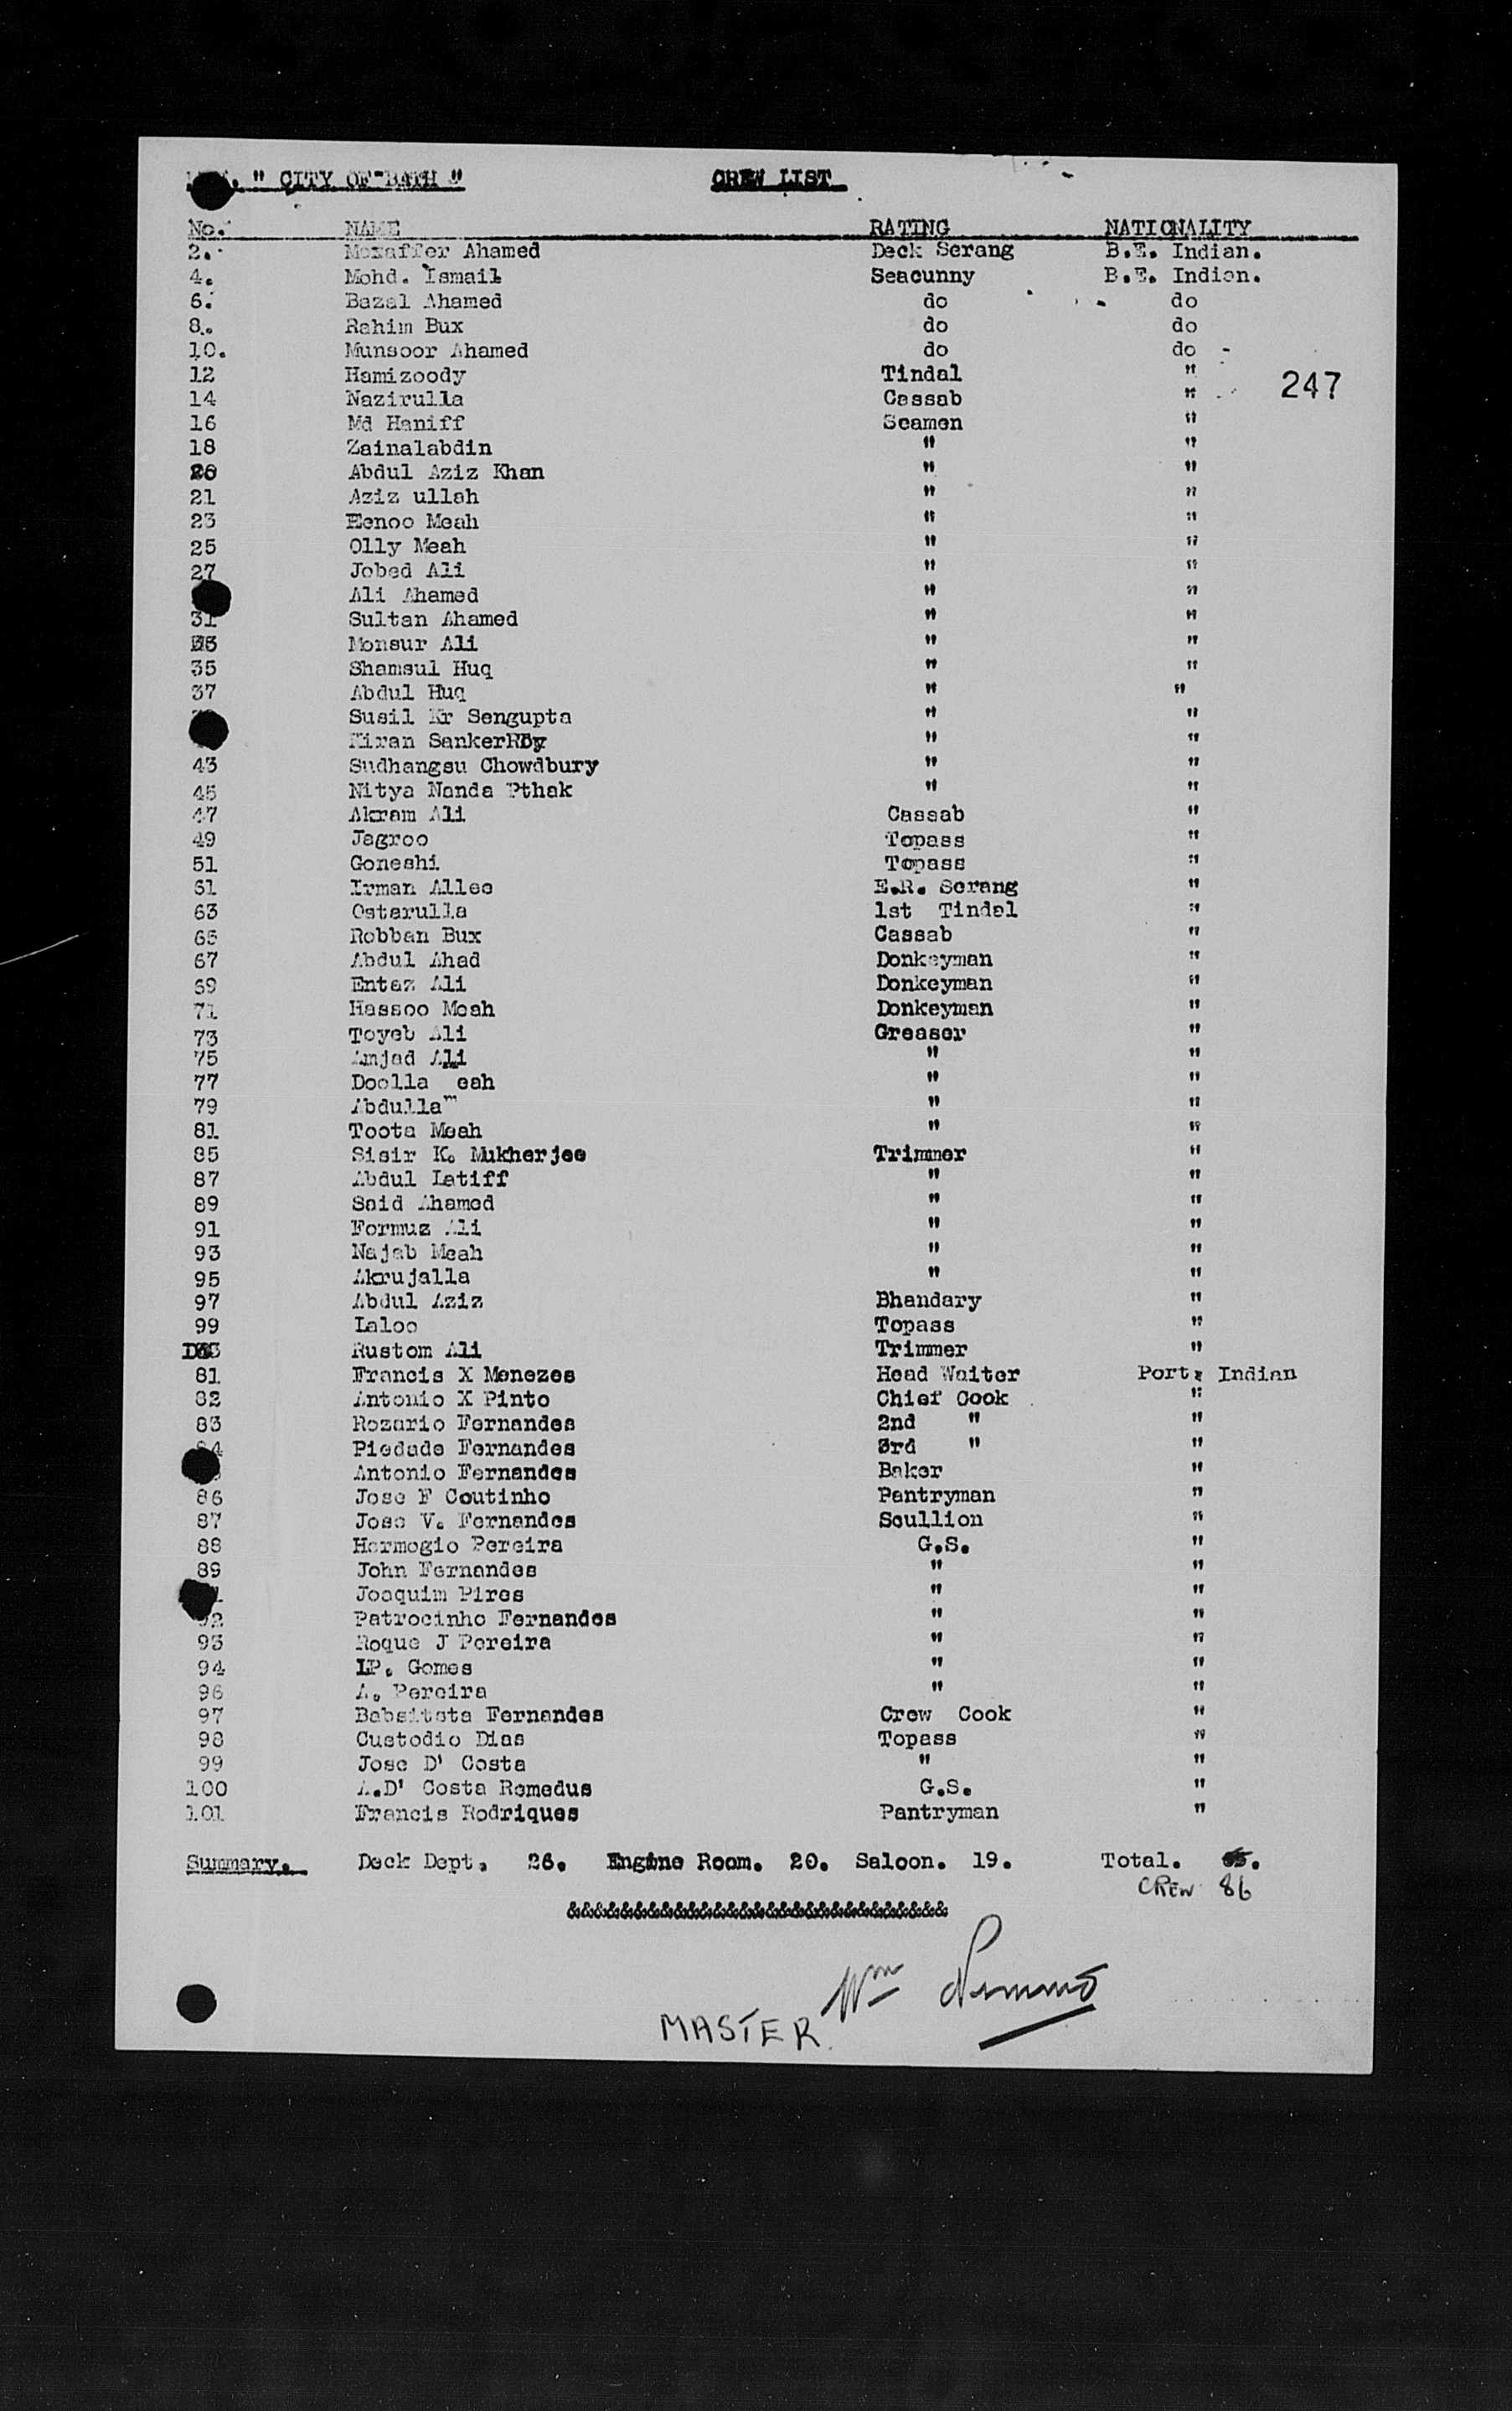 . " CITY OF BATH " CREW LIST
No. NAME RATING NATIONALITY
2. Mozaffer Ahamed Deck Serang B.E. Indian.
4. Mohd. Ismail Seacunny B.E. Indian.
6. Bazal Ahamed do do
8. Rahim Bux do do
10. Munsoor Ahamed do do
12 Hamizoody Tindal "
247
14 Nazirulla Cassab "
16 Md Haniff Seamen "
18 Zainalabdin " "
20 Abdul Aziz Khan " "
21 Aziz ullah " "
23 Eenoo Meah " "
25 Olly Meah " "
27 Jobed Ali " "
Ali Ahamed " "
31 Sultan Ahamed " "
33 Monsur Ali " "
35 Shamsul Huq " "
37 Abdul Huq " "
Susil Kr Sengupta " "
Kiran Sanker Roy " "
43 Sudhangsu Chowdbury " "
45 Nitya Nanda Pthak " "
47 Akram Ali Cassab "
49 Jagroo Topass "
51 Goneshi Topass "
61 Irman Allee E.R. Serang "
63 Ostarulla 1st Tindal "
65 Robban Bux Cassab "
67 Abdul Ahad Donkeyman "
69 Entaz Ali Donkeyman "
71 Hassoo Meah Donkeyman "
73 Toyeb Ali Greaser "
75 Amjad Ali " "
77 Doolla eah " "
79 Abdulla " "
81 Toota Meah " "
85 Sisir K. Mukherjee Trimmer "
87 Abdul Latiff " "
89 Said Ahamed " "
91 Formuz Ali " "
93 Najab Meah " "
95 Akrujalla " "
97 Abdul Aziz Bhandary "
99 Laloo Topass "
Rustom Ali Trimmer "
81 Francis X Menezes Head Waiter Port. Indian
82 Antonio X Pinto Chief Cook "
83 Rozario Fernandes 2nd " "
84 Piedade Fernandes 3rd " "
Antonio Fernandes Baker "
86 Jose F Coutinho Pantryman "
87 Jose V. Fernandes Scullion "
88 Hermogio Pereira G.S. "
89 John Fernandes " "
Joaquim Pires " "
92 Patrocinho Fernandes " "
93 Roque J Pereira " "
94 LP. Gomes " "
96 A. Pereira " "
97 Babsitsta Fernandes Crew Cook "
98 Custodio Dias Topass "
99 Jose D' Costa " "
100 A.D' Costa Remedus G.S. "
101 Francis Rodriques Pantryman "
Summary. Deck Dept. 26. Engine Room. 20. Saloon. 19. Total. 65.
CREW 86
&&&&&&&&&&&&&&&&&&&&&&&&&&&&&
Wm Nimmo
MASTER.